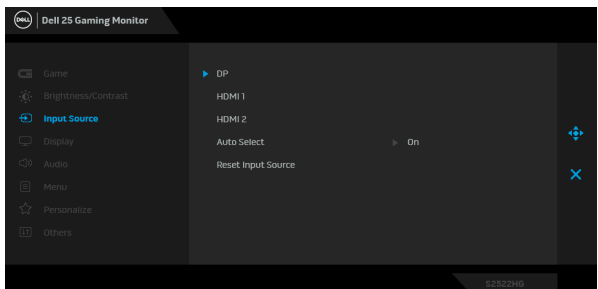 DELL
Dell 25 Gaming Monitor
Game
Brightness/Contrast
Input Source
Display
Audio
Menu
Personalize
Others
DP
HDMI 1
HDMI 2
Auto Select On
Reset Input Source
S2522HG